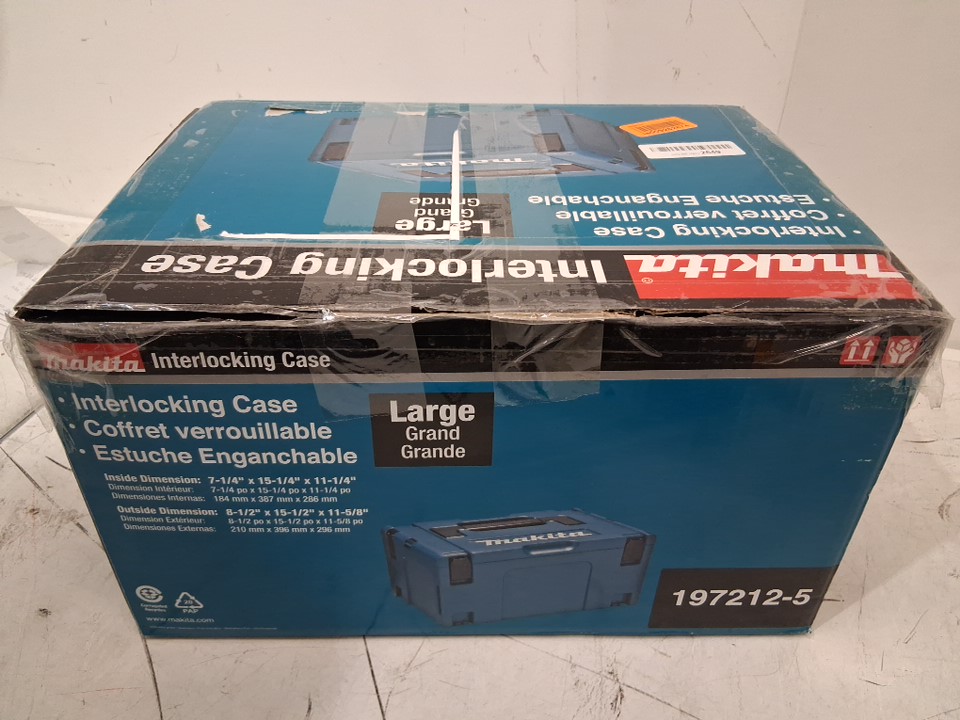 Large
Grand
Grande
• Interlocking Case
• Coffret verrouillable
• Estuche Enganchable
makita
®
Interlocking Case
makita Interlocking Case
• Interlocking Case
• Coffret verrouillable
• Estuche Enganchable
Large
Grand
Grande
Inside Dimension: 7-1/4" x 15-1/4" x 11-1/4"
Dimension Intérieur: 7-1/4 po x 15-1/4 po x 11-1/4 po
Dimensiones Internas: 184 mm x 387 mm x 286 mm
Outside Dimension: 8-1/2" x 15-1/2" x 11-5/8"
Dimension Extérieur: 8-1/2 po x 15-1/2 po x 11-5/8 po
Dimensiones Externas: 210 mm x 396 mm x 296 mm
makita
makita
197212-5
Corrugated
Recycles
20
PAP
www.makita.com